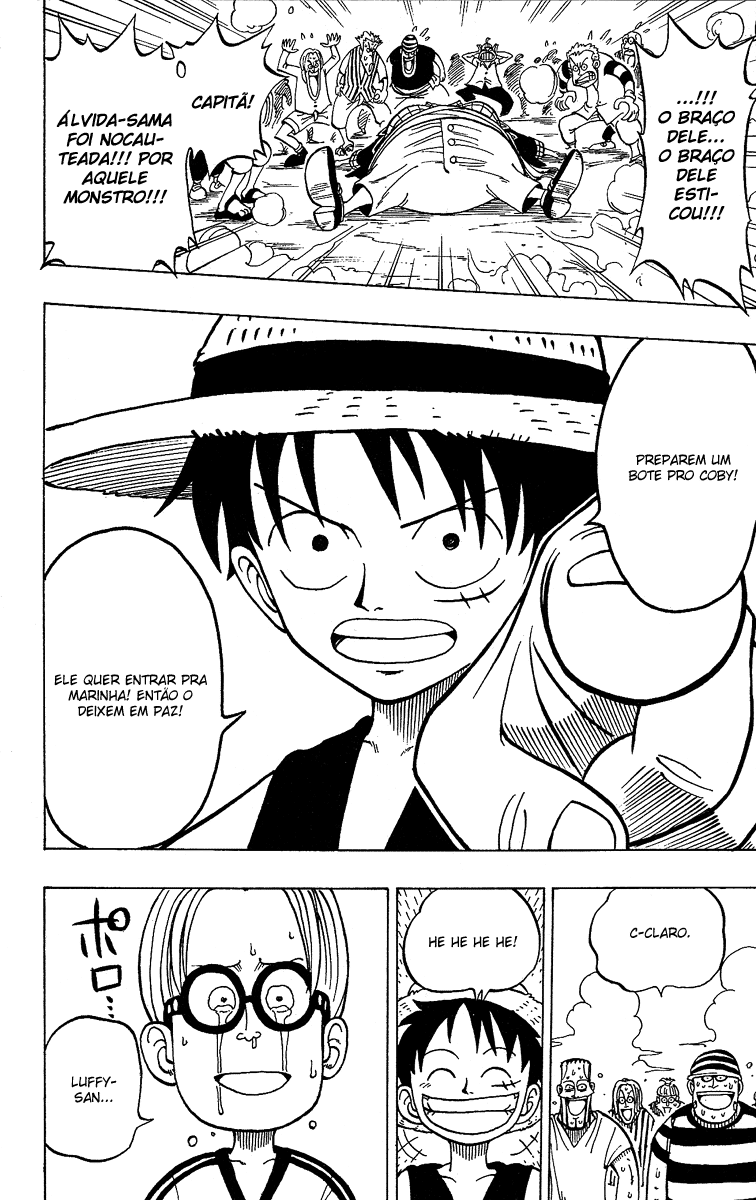 ...!!!
O BRAÇO
DELE...
O BRAÇO
DELE
ESTI-
COU!!!
CAPITÃ!
ÁLVIDA-SAMA
FOI NOCAU-
TEADA!!! POR
AQUELE
MONSTRO!!!
PREPAREM UM
BOTE PRO COBY!
ELE QUER ENTRAR PRA
MARINHA! ENTÃO O
DEIXEM EM PAZ!
C-CLARO.
HE HE HE HE!
ポロ...
LUFFY-
SAN...